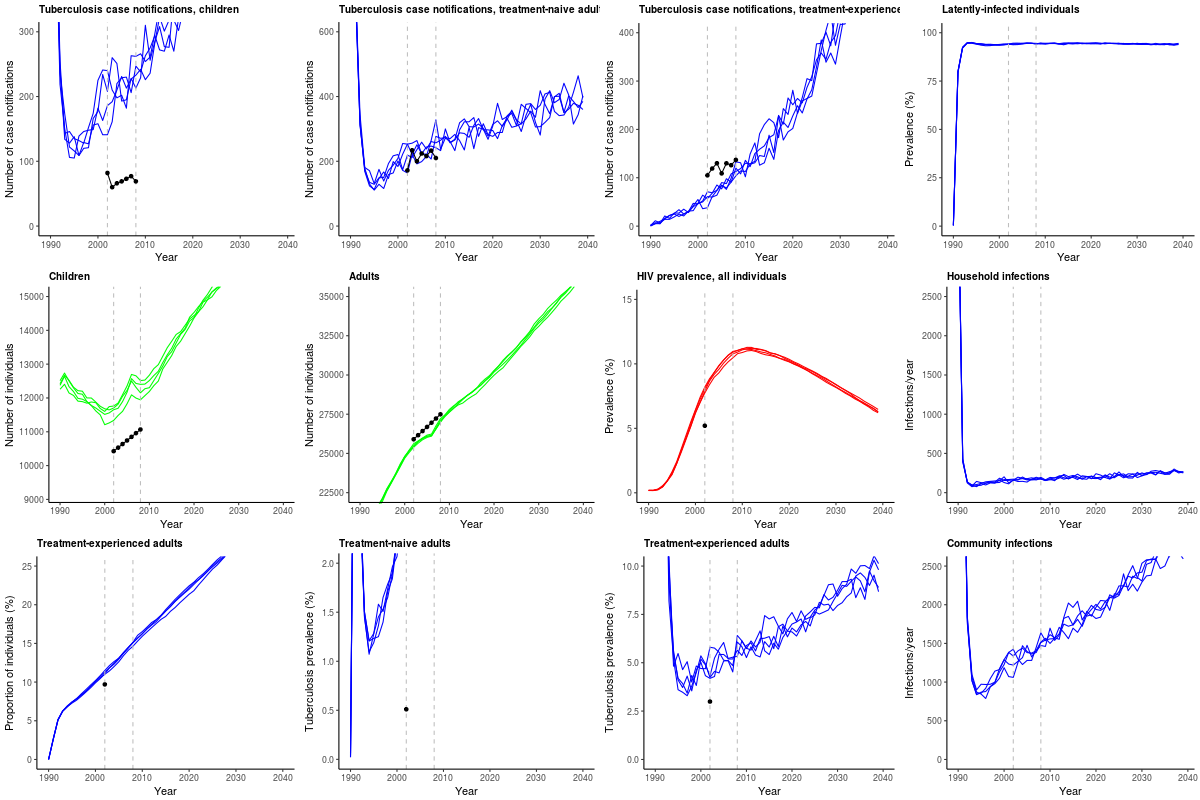 Tuberculosis case notifications, children
Number of case notifications
300
200
100
0
1990 2000 2010 2020 2030 2040
Year
Tuberculosis case notifications, treatment-naive adul
Number of case notifications
600
400
200
0
1990 2000 2010 2020 2030 2040
Year
Tuberculosis case notifications, treatment-experience
Number of case notifications
400
300
200
100
0
1990 2000 2010 2020 2030 2040
Year
Latently-infected individuals
Prevalence (%)
100
75
50
25
0
1990 2000 2010 2020 2030 2040
Year
Children
Number of individuals
15000
14000
13000
12000
11000
10000
9000
1990 2000 2010 2020 2030 2040
Year
Adults
Number of individuals
35000
32500
30000
27500
25000
22500
1990 2000 2010 2020 2030 2040
Year
HIV prevalence, all individuals
Prevalence (%)
15
10
5
0
1990 2000 2010 2020 2030 2040
Year
Household infections
Infections/year
2500
2000
1500
1000
500
0
1990 2000 2010 2020 2030 2040
Year
Treatment-experienced adults
Proportion of individuals (%)
25
20
15
10
5
0
1990 2000 2010 2020 2030 2040
Year
Treatment-naive adults
Tuberculosis prevalence (%)
2.0
1.5
1.0
0.5
0.0
1990 2000 2010 2020 2030 2040
Year
Treatment-experienced adults
Tuberculosis prevalence (%)
10.0
7.5
5.0
2.5
0.0
1990 2000 2010 2020 2030 2040
Year
Community infections
Infections/year
2500
2000
1500
1000
500
0
1990 2000 2010 2020 2030 2040
Year